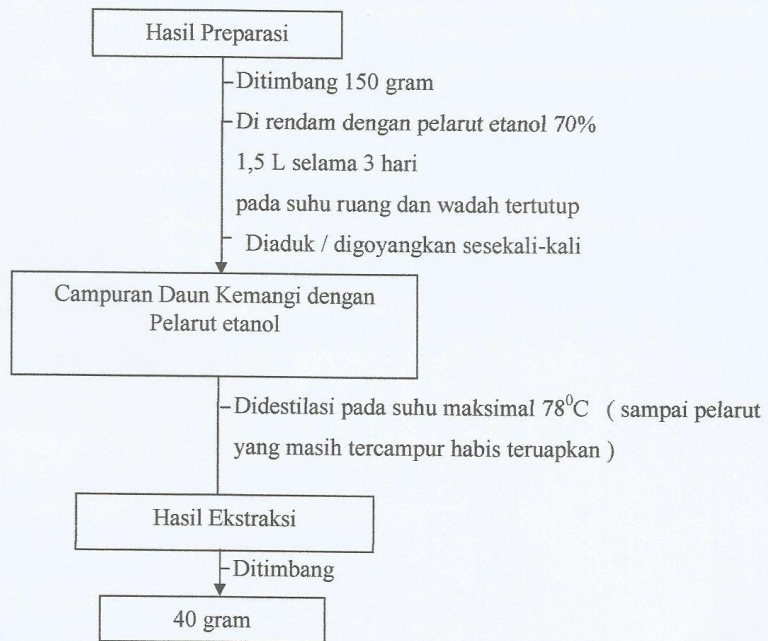 Hasil Preparasi
Ditimbang 150 gram
Di rendam dengan pelarut etanol 70%
1,5 L selama 3 hari
pada suhu ruang dan wadah tertutup
Diaduk / digoyangkan sesekali-kali
Campuran Daun Kemangi dengan
Pelarut etanol
Didestilasi pada suhu maksimal 78⁰C ( sampai pelarut
yang masih tercampur habis teruapkan )
Hasil Ekstraksi
Ditimbang
40 gram